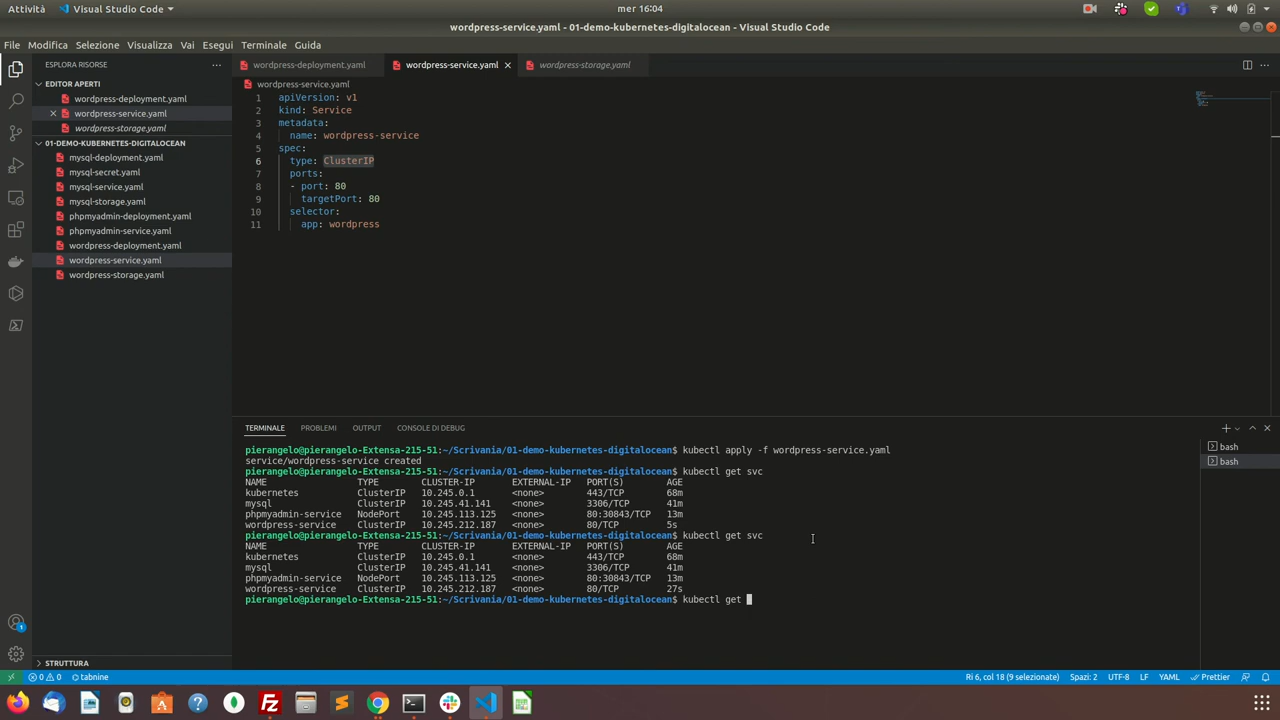 Attività
Visual Studio Code
mer 16:04
wordpress-service.yaml - 01-demo-kubernetes-digitalocean - Visual Studio Code
File Modifica Selezione Visualizza Vai Esegui Terminale Guida
ESPLORA RISORSE
EDITOR APERTI
wordpress-deployment.yaml
wordpress-service.yaml
wordpress-storage.yaml
01-DEMO-KUBERNETES-DIGITALOCEAN
mysql-deployment.yaml
mysql-secret.yaml
mysql-service.yaml
mysql-storage.yaml
phpmyadmin-deployment.yaml
phpmyadmin-service.yaml
wordpress-deployment.yaml
wordpress-service.yaml
wordpress-storage.yaml
STRUTTURA
wordpress-deployment.yaml wordpress-service.yaml wordpress-storage.yaml
wordpress-service.yaml
1 apiVersion: v1
2 kind: Service
3 metadata:
4 name: wordpress-service
5 spec:
6 type: ClusterIP
7 ports:
8 - port: 80
9 targetPort: 80
10 selector:
11 app: wordpress
TERMINALE PROBLEMI OUTPUT CONSOLE DI DEBUG
pierangelo@pierangelo-Extensa-215-51:~/Scrivania/01-demo-kubernetes-digitalocean$ kubectl apply -f wordpress-service.yaml
service/wordpress-service created
pierangelo@pierangelo-Extensa-215-51:~/Scrivania/01-demo-kubernetes-digitalocean$ kubectl get svc
NAME TYPE CLUSTER-IP EXTERNAL-IP PORT(S) AGE
kubernetes ClusterIP 10.245.0.1 <none> 443/TCP 68m
mysql ClusterIP 10.245.41.141 <none> 3306/TCP 41m
phpmyadmin-service NodePort 10.245.113.125 <none> 80:30843/TCP 13m
wordpress-service ClusterIP 10.245.212.187 <none> 80/TCP 5s
pierangelo@pierangelo-Extensa-215-51:~/Scrivania/01-demo-kubernetes-digitalocean$ kubectl get svc
NAME TYPE CLUSTER-IP EXTERNAL-IP PORT(S) AGE
kubernetes ClusterIP 10.245.0.1 <none> 443/TCP 68m
mysql ClusterIP 10.245.41.141 <none> 3306/TCP 41m
phpmyadmin-service NodePort 10.245.113.125 <none> 80:30843/TCP 13m
wordpress-service ClusterIP 10.245.212.187 <none> 80/TCP 27s
pierangelo@pierangelo-Extensa-215-51:~/Scrivania/01-demo-kubernetes-digitalocean$ kubectl get
bash
bash
0 0 tabnine
Ri 6, col 18 (9 selezionate) Spazi: 2 UTF-8 LF YAML Prettier